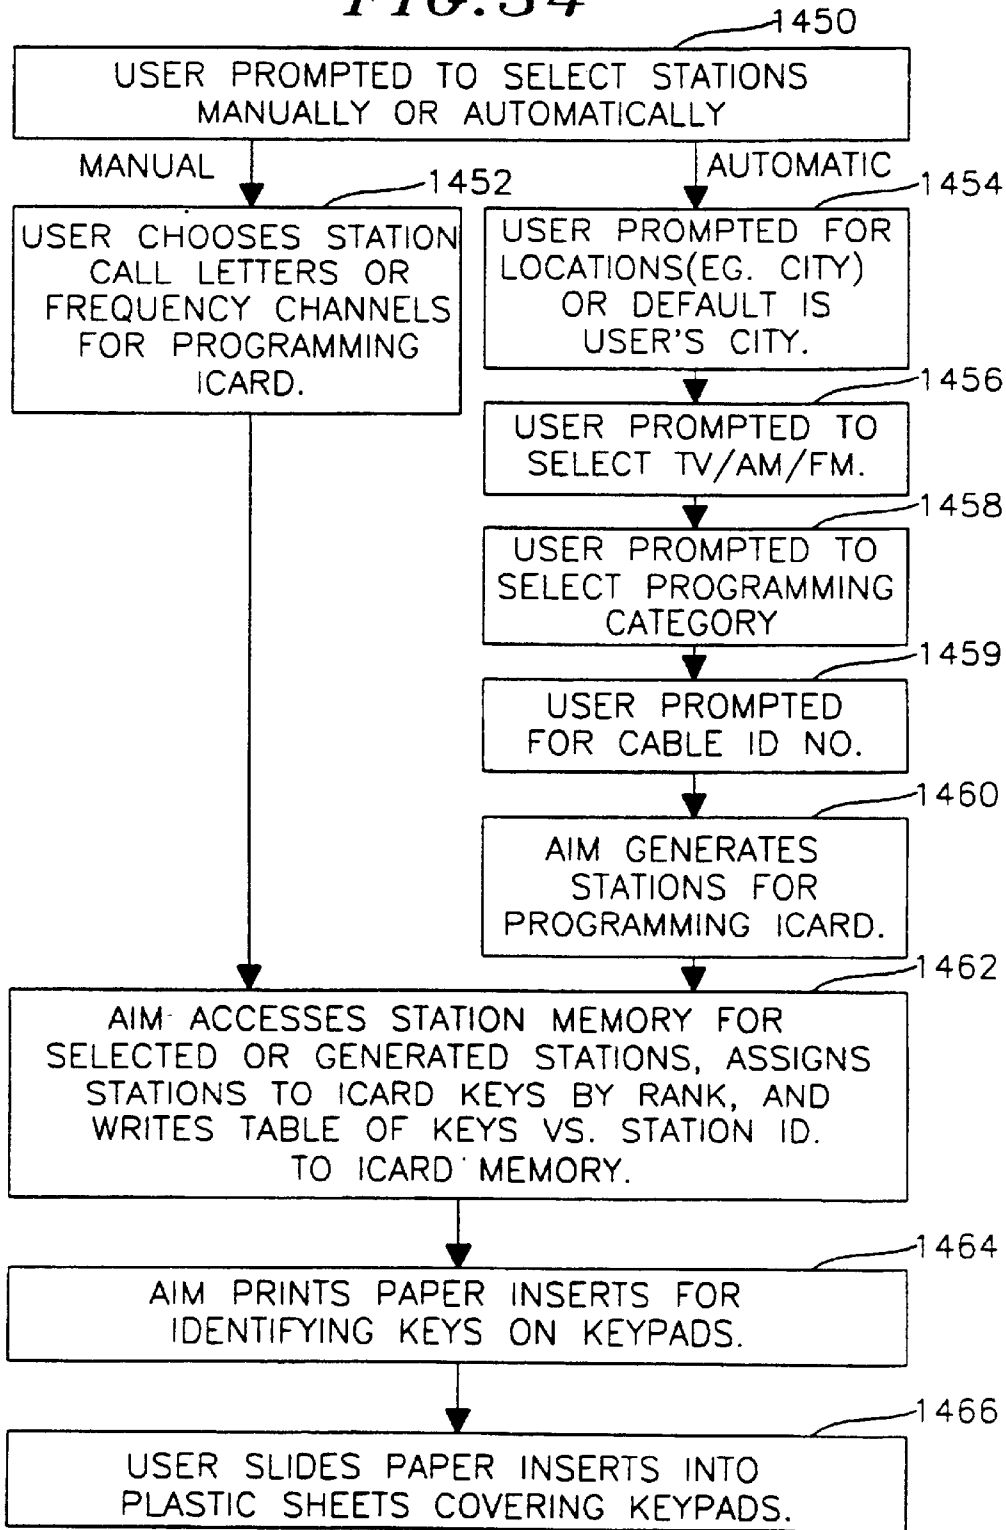 FIG. 34
1450
USER PROMPTED TO SELECT STATIONS
MANUALLY OR AUTOMATICALLY
MANUAL
AUTOMATIC
1452
USER CHOOSES STATION
CALL LETTERS OR
FREQUENCY CHANNELS
FOR PROGRAMMING
ICARD.
1454
USER PROMPTED FOR
LOCATIONS(EG. CITY)
OR DEFAULT IS
USER'S CITY.
1456
USER PROMPTED TO
SELECT TV/AM/FM.
1458
USER PROMPTED TO
SELECT PROGRAMMING
CATEGORY
1459
USER PROMPTED
FOR CABLE ID NO.
1460
AIM GENERATES
STATIONS FOR
PROGRAMMING ICARD.
1462
AIM ACCESSES STATION MEMORY FOR
SELECTED OR GENERATED STATIONS, ASSIGNS
STATIONS TO ICARD KEYS BY RANK, AND
WRITES TABLE OF KEYS VS. STATION ID.
TO ICARD MEMORY.
1464
AIM PRINTS PAPER INSERTS FOR
IDENTIFYING KEYS ON KEYPADS.
1466
USER SLIDES PAPER INSERTS INTO
PLASTIC SHEETS COVERING KEYPADS.